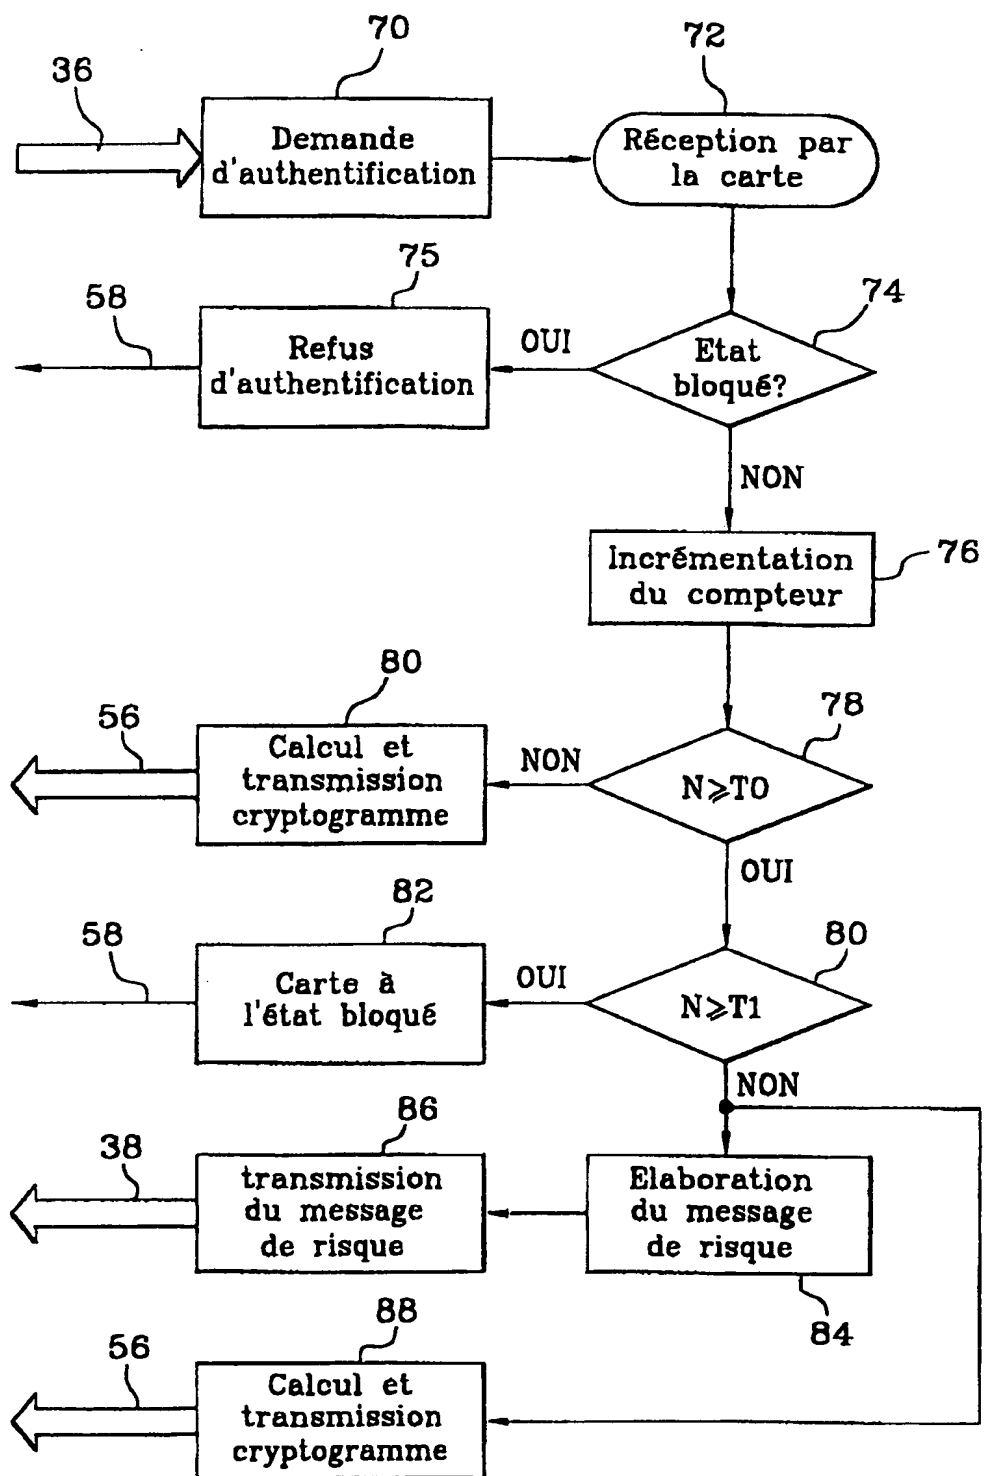 70
72
36
Demande
d'authentification
Réception par
la carte
75
58
74
Refus
d'authentification
OUI
Etat
bloqué?
NON
76
Incrémentation
du compteur
80
56
78
Calcul et
transmission
cryptogramme
NON
N⩾T0
OUI
82
58
80
Carte à
l'état bloqué
OUI
N⩾T1
NON
86
38
transmission
du message
de risque
Elaboration
du message
de risque
84
88
56
Calcul et
transmission
cryptogramme